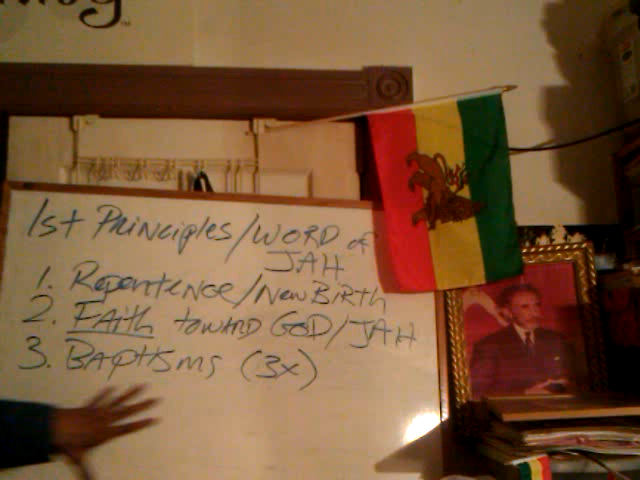 1st Principles/WORD of
JAH
1. Repentence/New Birth
2. Faith toward GOD/JAH
3. Baptisms (3x)